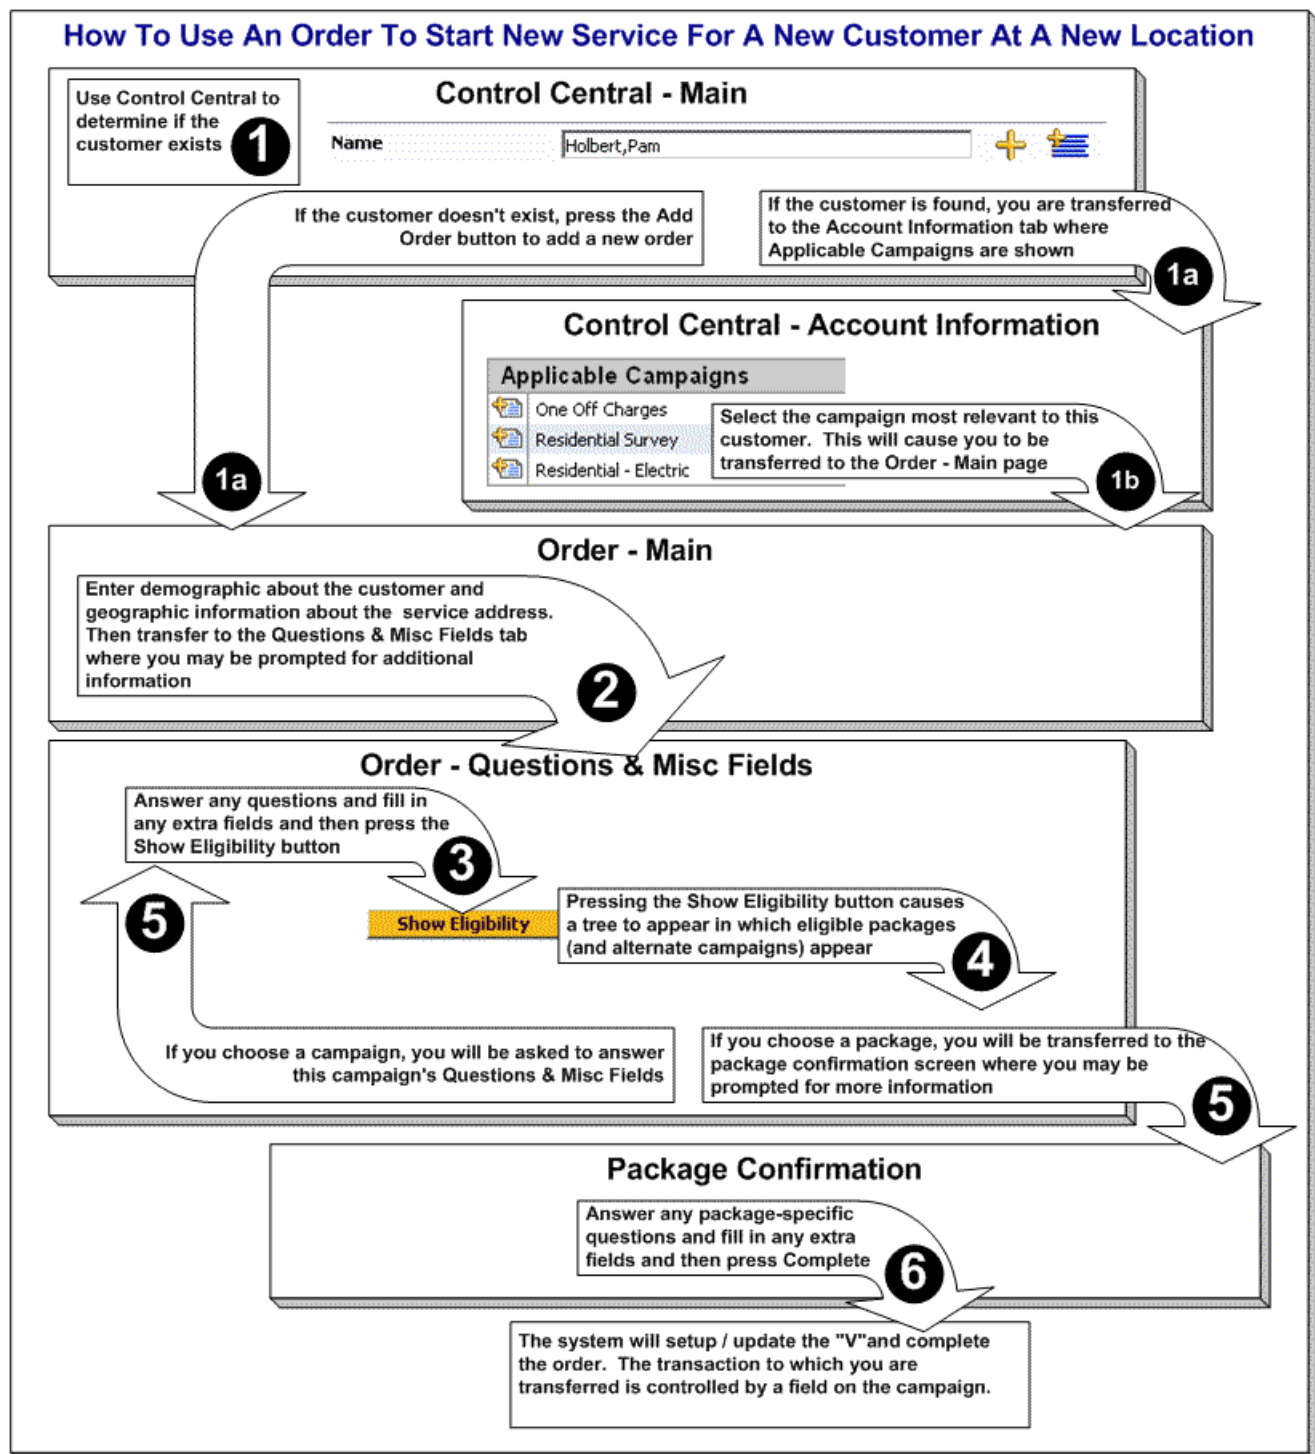 How To Use An Order To Start New Service For A New Customer At A New Location
Control Central - Main
Use Control Central to
determine if the
customer exists
1
Name
Holbert,Pam
If the customer doesn't exist, press the Add
Order button to add a new order
If the customer is found, you are transferred
to the Account Information tab where
Applicable Campaigns are shown
1a
Control Central - Account Information
Applicable Campaigns
One Off Charges
Residential Survey
Residential - Electric
Select the campaign most relevant to this
customer. This will cause you to be
transferred to the Order - Main page
1b
1a
Order - Main
Enter demographic about the customer and
geographic information about the service address.
Then transfer to the Questions & Misc Fields tab
where you may be prompted for additional
information
2
Order - Questions & Misc Fields
Answer any questions and fill in
any extra fields and then press the
Show Eligibility button
3
5
Show Eligibility
Pressing the Show Eligibility button causes
a tree to appear in which eligible packages
(and alternate campaigns) appear
4
If you choose a campaign, you will be asked to answer
this campaign's Questions & Misc Fields
If you choose a package, you will be transferred to the
package confirmation screen where you may be
prompted for more information
5
Package Confirmation
Answer any package-specific
questions and fill in any extra
fields and then press Complete
6
The system will setup / update the "V"and complete
the order. The transaction to which you are
transferred is controlled by a field on the campaign.